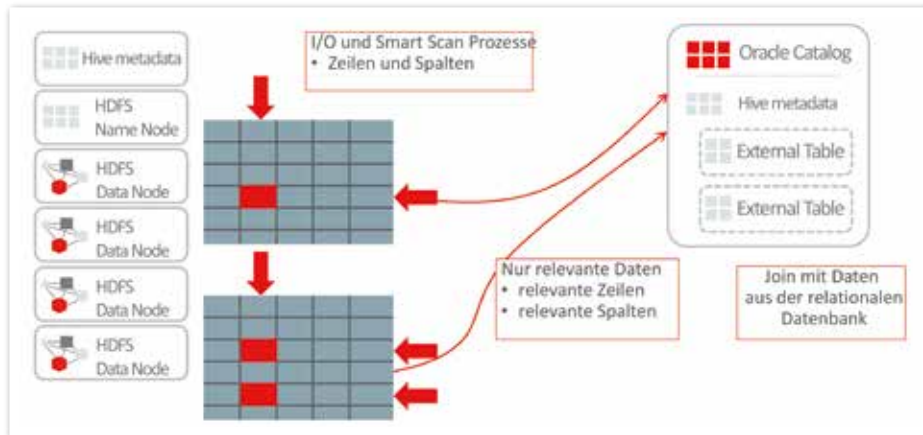 Hive metadata
HDFS
Name Node
HDFS
Data Node
HDFS
Data Node
HDFS
Data Node
HDFS
Data Node
I/O und Smart Scan Prozesse
• Zeilen und Spalten
Nur relevante Daten
• relevante Zeilen
• relevante Spalten
Oracle Catalog
Hive metadata
External Table
External Table
Join mit Daten
aus der relationalen
Datenbank